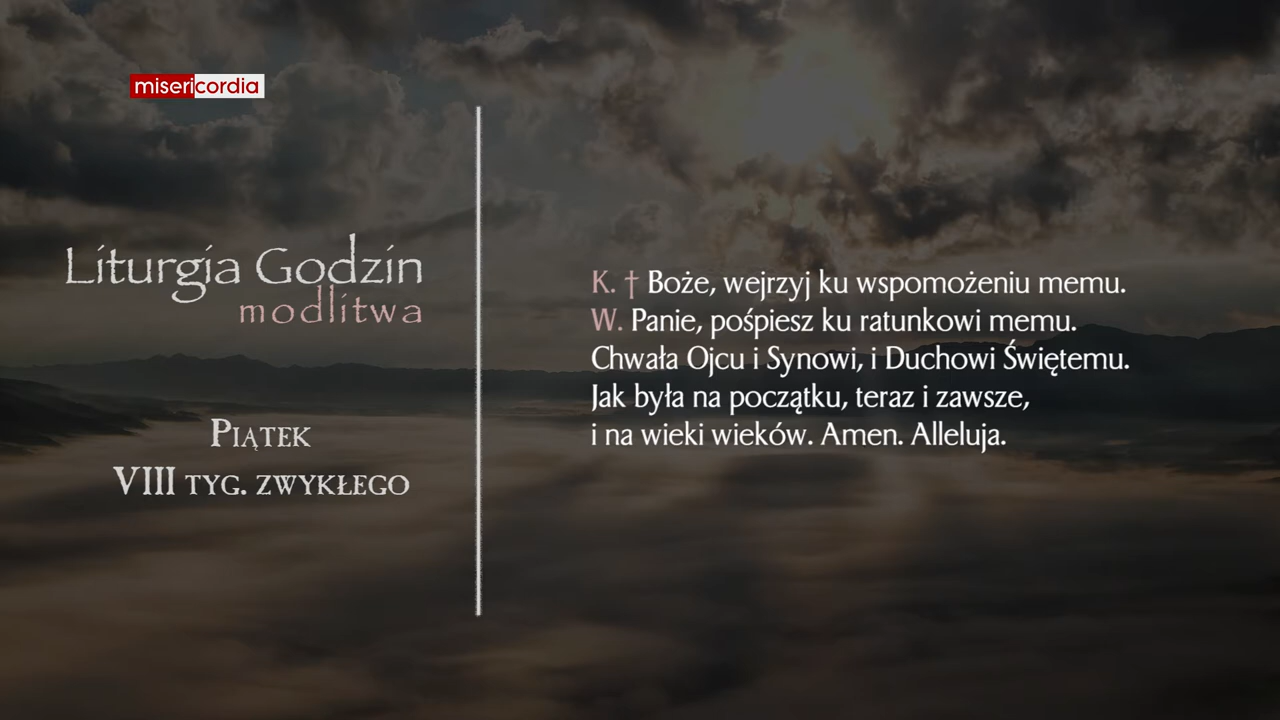 misericordia
Liturgia Godzin
modlitwa
Piątek
VIII tyg. zwykłego
K. † Boże, wejrzyj ku wspomożeniu memu.
W. Panie, pośpiesz ku ratunkowi memu.
Chwała Ojcu i Synowi, i Duchowi Świętemu.
Jak była na początku, teraz i zawsze,
i na wieki wieków. Amen. Alleluja.